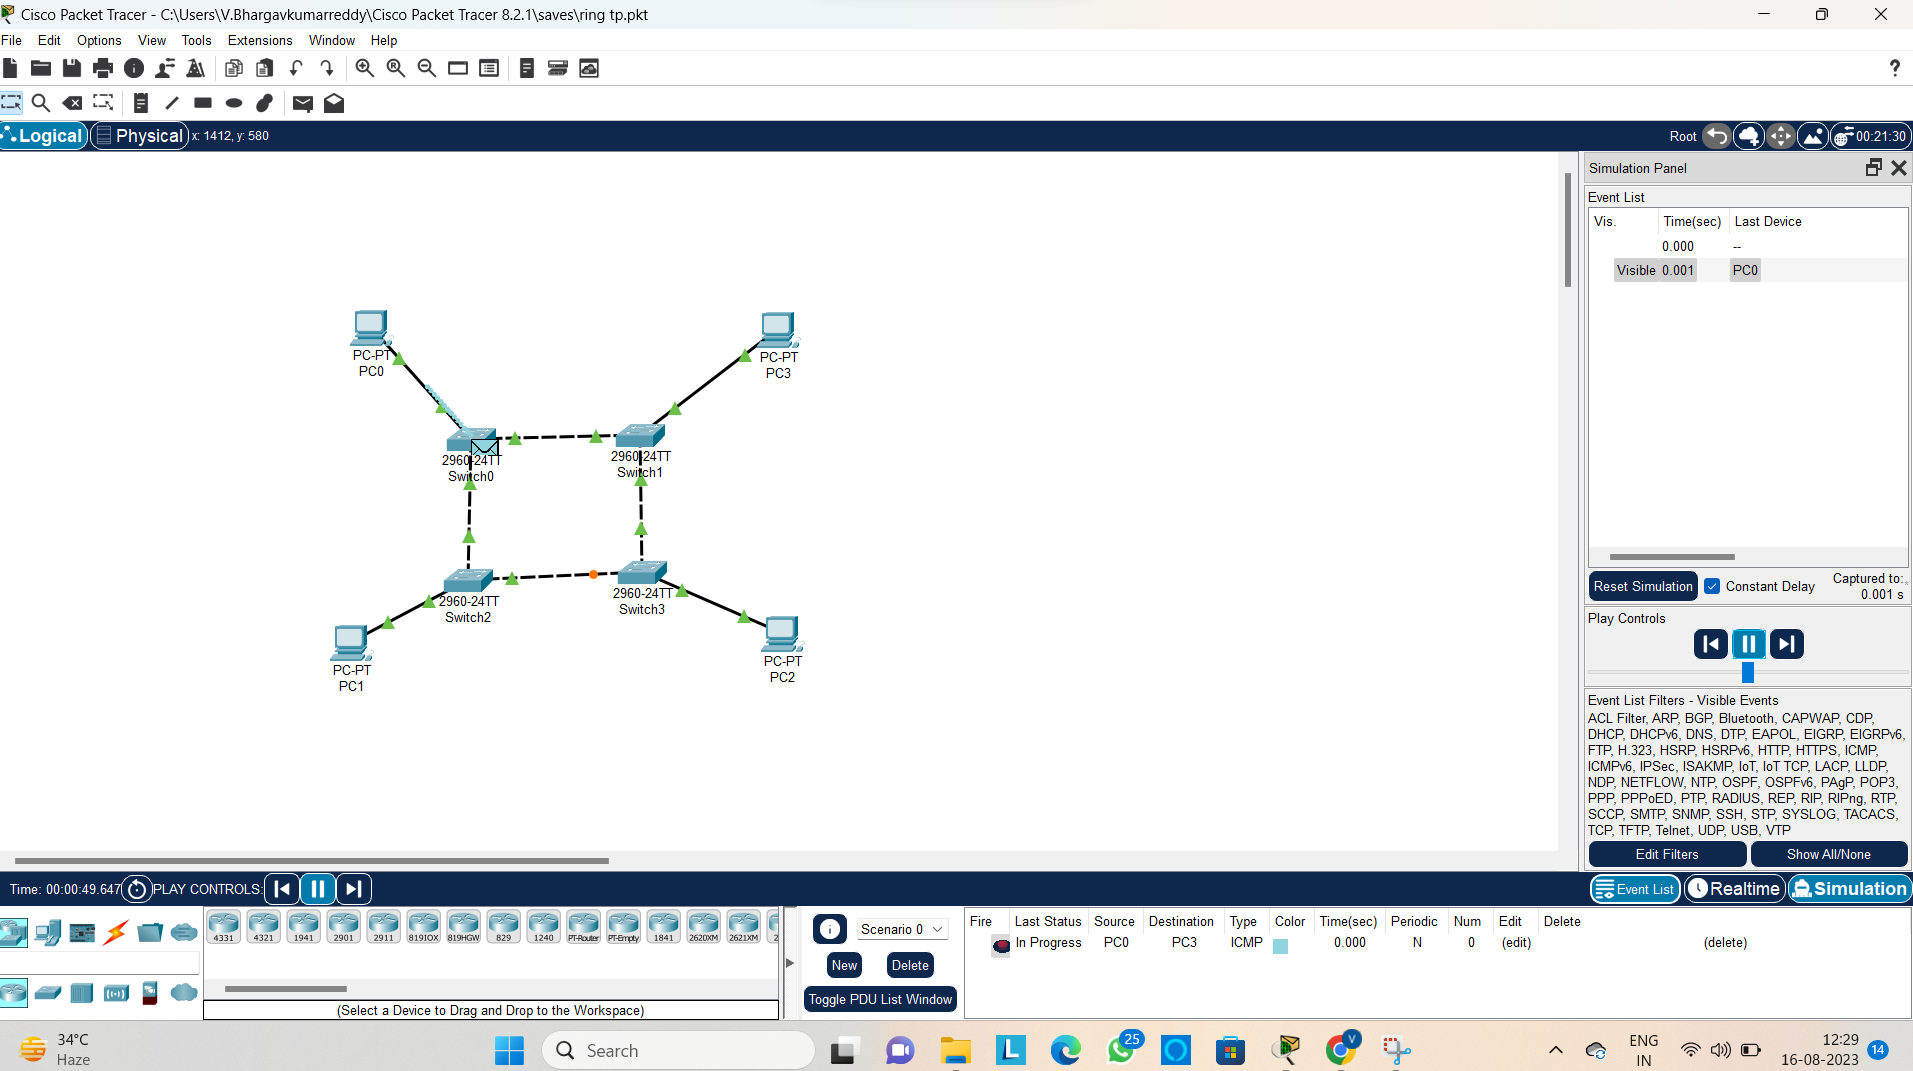 Cisco Packet Tracer - C:\Users\V.Bhargavkumarreddy\Cisco Packet Tracer 8.2.1\saves\ring tp.pkt
File Edit Options View Tools Extensions Window Help
?
Logical Physical x: 1412, y: 580
Root 00:21:30
Simulation Panel
Event List
Vis. Time(sec) Last Device
0.000 --
Visible 0.001 PC0
PC-PT
PC0
PC-PT
PC3
2960-24TT
Switch0
2960-24TT
Switch1
2960-24TT
Switch2
2960-24TT
Switch3
PC-PT
PC1
PC-PT
PC2
Reset Simulation Constant Delay Captured to:
0.001 s
Play Controls
Event List Filters - Visible Events
ACL Filter, ARP, BGP, Bluetooth, CAPWAP, CDP,
DHCP, DHCPv6, DNS, DTP, EAPOL, EIGRP, EIGRPv6,
FTP, H.323, HSRP, HSRPv6, HTTP, HTTPS, ICMP,
ICMPv6, IPSec, ISAKMP, IoT, IoT TCP, LACP, LLDP,
NDP, NETFLOW, NTP, OSPF, OSPFv6, PAgP, POP3,
PPP, PPPoED, PTP, RADIUS, REP, RIP, RIPng, RTP,
SCCP, SMTP, SNMP, SSH, STP, SYSLOG, TACACS,
TCP, TFTP, Telnet, UDP, USB, VTP
Edit Filters Show All/None
Time: 00:00:49.647 PLAY CONTROLS:
Event List Realtime Simulation
4331 4321 1941 2901 2911 819IOX 819HGW 829 1240 PT-Router PT-Empty 1841 2620XM 2621XM 2
(Select a Device to Drag and Drop to the Workspace)
Scenario 0
New Delete
Toggle PDU List Window
Fire Last Status Source Destination Type Color Time(sec) Periodic Num Edit Delete
In Progress PC0 PC3 ICMP 0.000 N 0 (edit) (delete)
34°C
Haze
Search
25
V
ENG
IN
12:29
16-08-2023
14